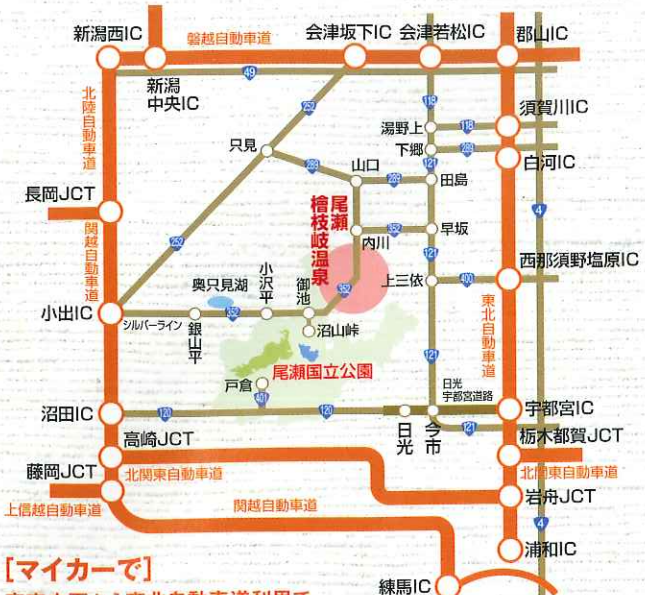 新潟西IC
磐越自動車道
会津坂下IC
会津若松IC
郡山IC
新潟
中央IC
49
北陸自動車道
252
118
須賀川IC
湯野上
118
只見
下郷
289
白河IC
289
山口
121
289
田島
長岡JCT
4
尾瀬
檜枝岐温泉
352
早坂
内川
関越自動車道
252
121
西那須野塩原IC
奥只見湖
小沢平
御池
上三依
400
352
小出IC
シルバーライン
352
銀山平
沼山峠
東北自動車道
121
尾瀬国立公園
戸倉
401
日光
宇都宮道路
沼田IC
120
120
宇都宮IC
日光
今市
121
高崎JCT
栃木都賀JCT
藤岡JCT
北関東自動車道
北関東自動車道
上信越自動車道
関越自動車道
岩舟JCT
4
浦和IC
[マイカーで]
練馬IC